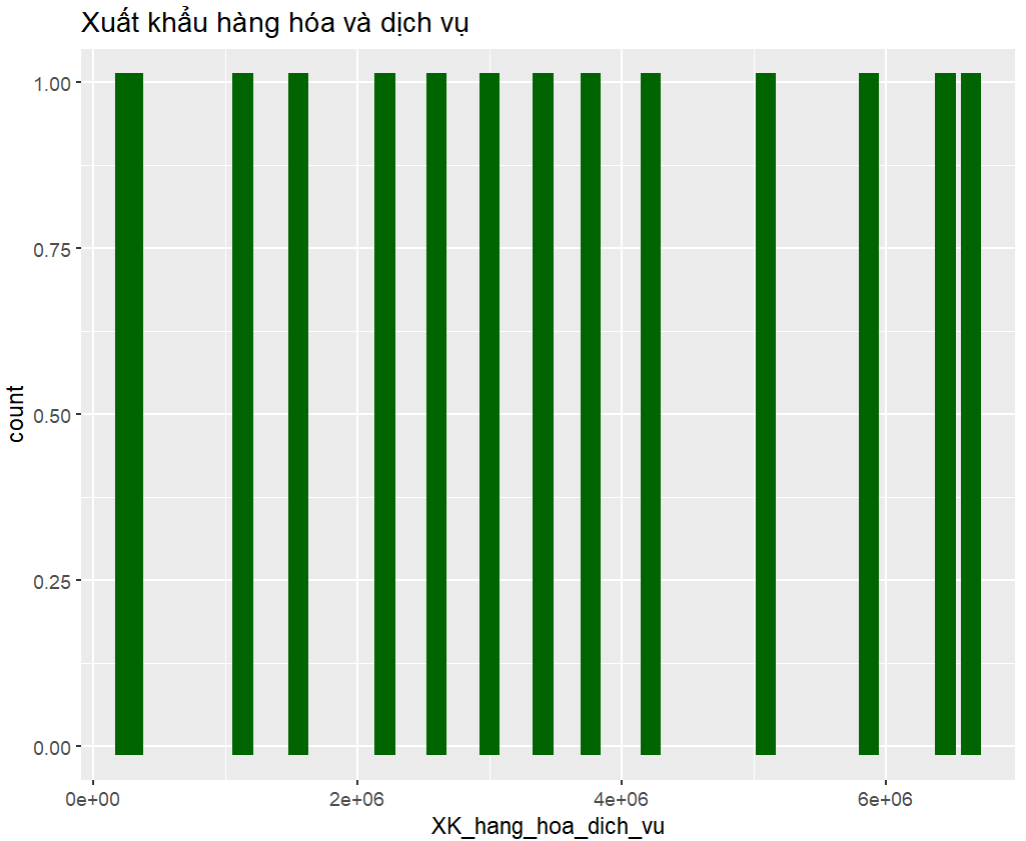 Xuất khẩu hàng hóa và dịch vụ
1.00
0.75
0.50
0.25
0.00
count
0e+00 2e+06 4e+06 6e+06
XK_hang_hoa_dich_vu